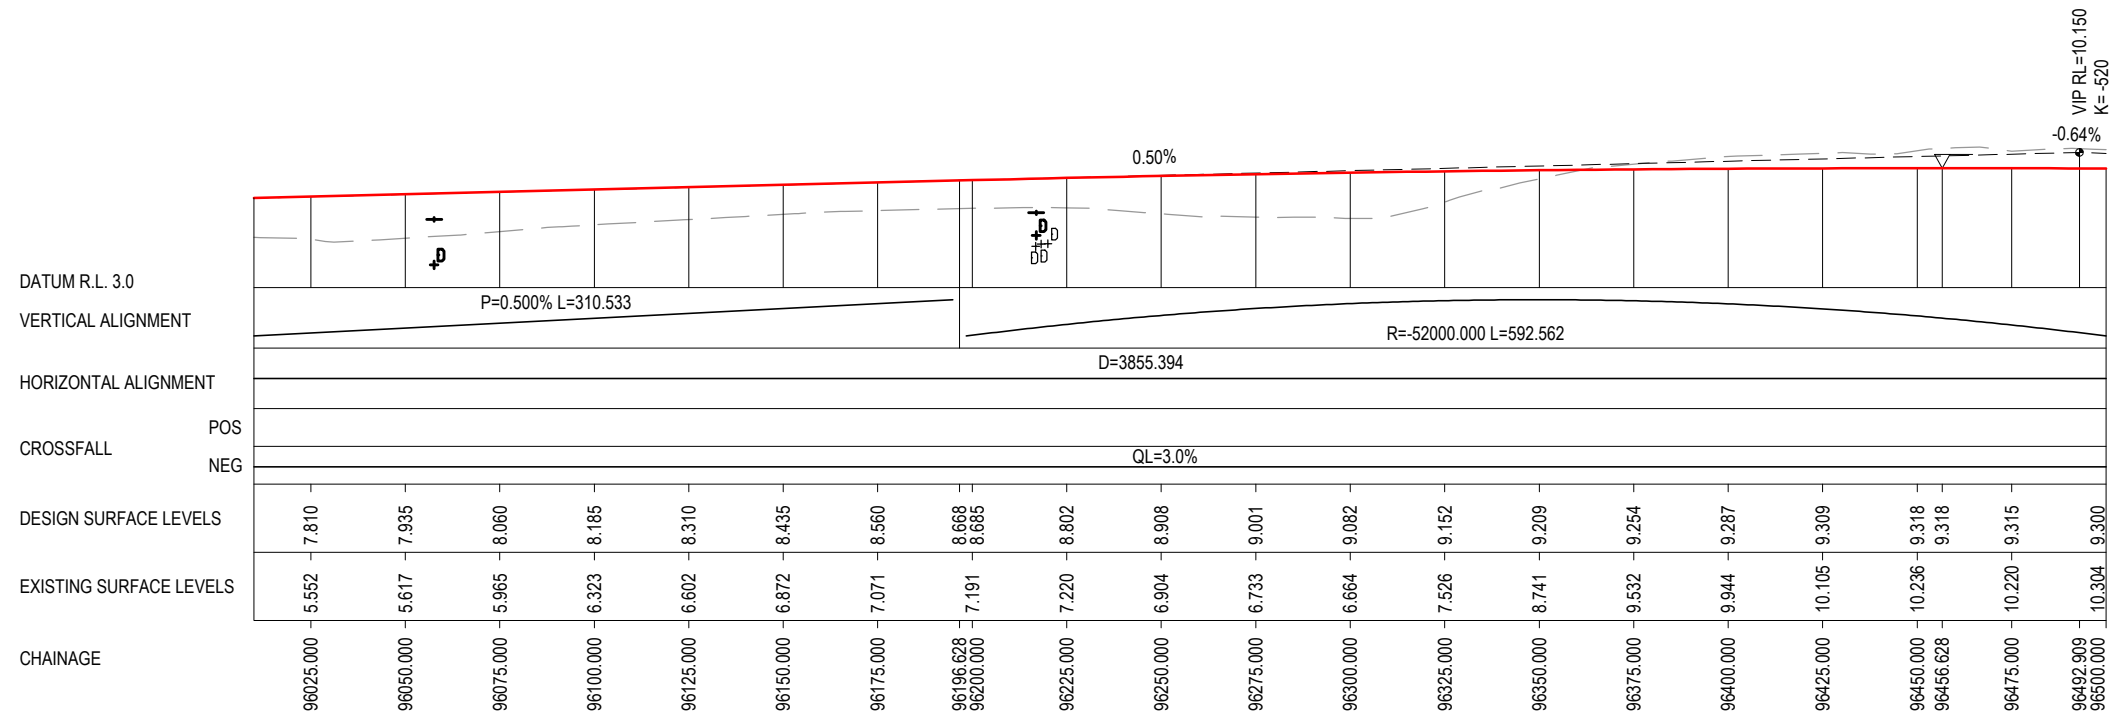 VIP RL=10.150
K= -520
-0.64%
0.50%
D
D
D
D D
DATUM R.L. 3.0
P=0.500% L=310.533
VERTICAL ALIGNMENT
R=-52000.000 L=592.562
D=3855.394
HORIZONTAL ALIGNMENT
POS
CROSSFALL
NEG
QL=3.0%
DESIGN SURFACE LEVELS 7.810 7.935 8.060 8.185 8.310 8.435 8.560 8.668 8.685 8.802 8.908 9.001 9.082 9.152 9.209 9.254 9.287 9.309 9.318 9.318 9.315 9.300
EXISTING SURFACE LEVELS 5.552 5.617 5.965 6.323 6.602 6.872 7.071 7.191 7.220 6.904 6.733 6.664 7.526 8.741 9.532 9.944 10.105 10.236 10.220 10.304
CHAINAGE 96025.000 96050.000 96075.000 96100.000 96125.000 96150.000 96175.000 96196.628 96200.000 96225.000 96250.000 96275.000 96300.000 96325.000 96350.000 96375.000 96400.000 96425.000 96450.000 96456.628 96475.000 96492.909 96500.000